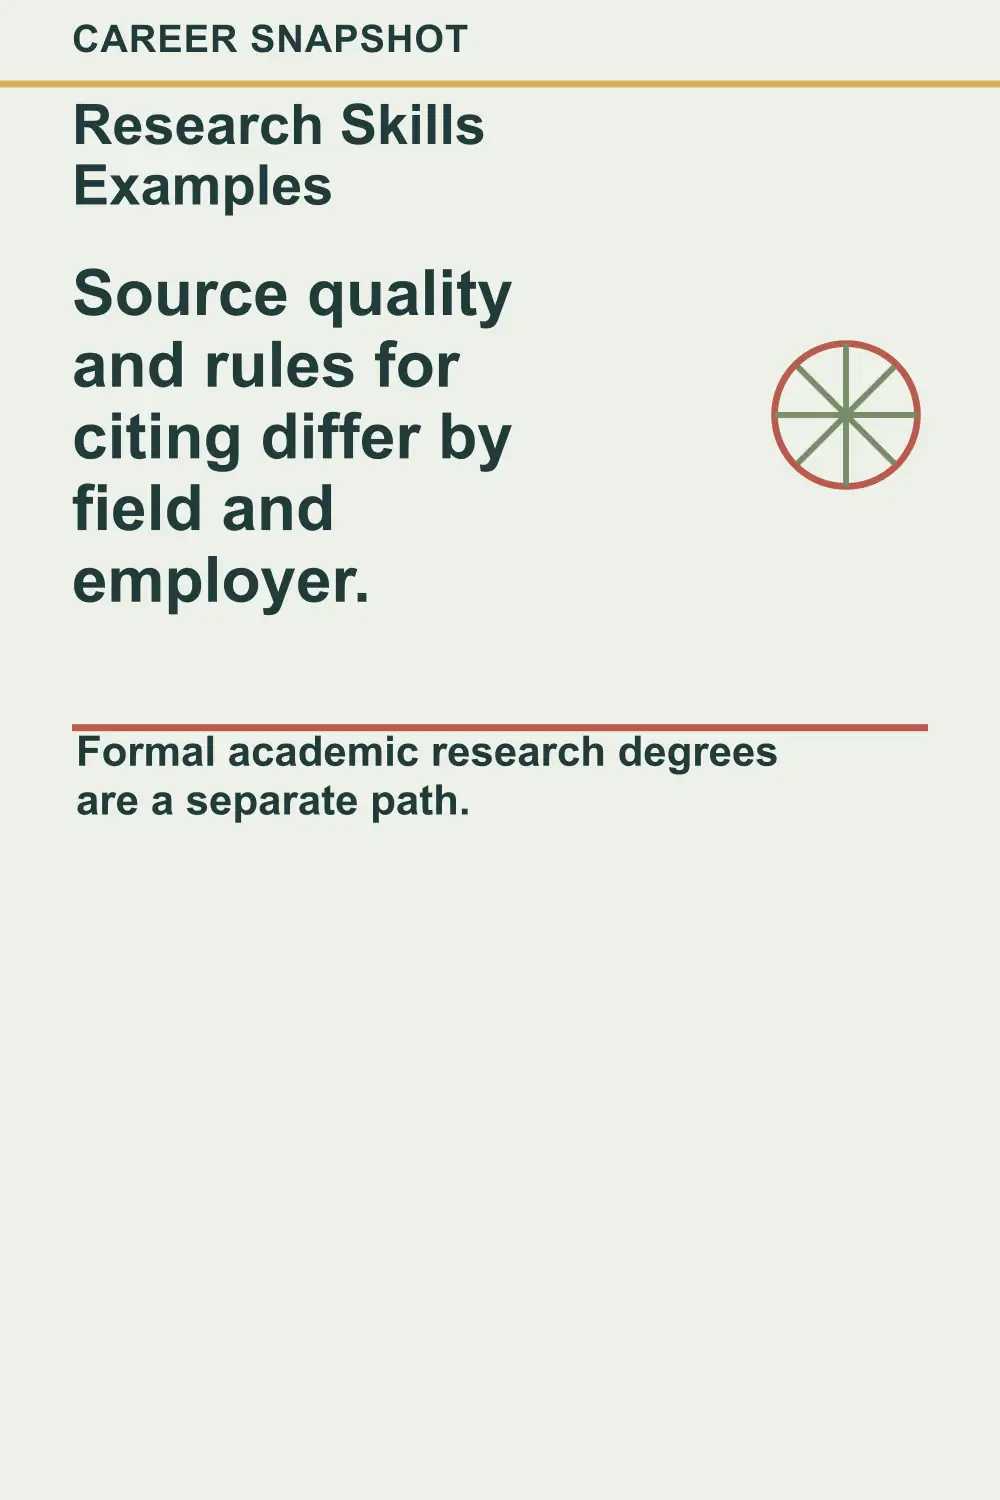 CAREER SNAPSHOT
Research Skills
Examples
Source quality
and rules for
citing differ by
field and
employer.
Formal academic research degrees
are a separate path.